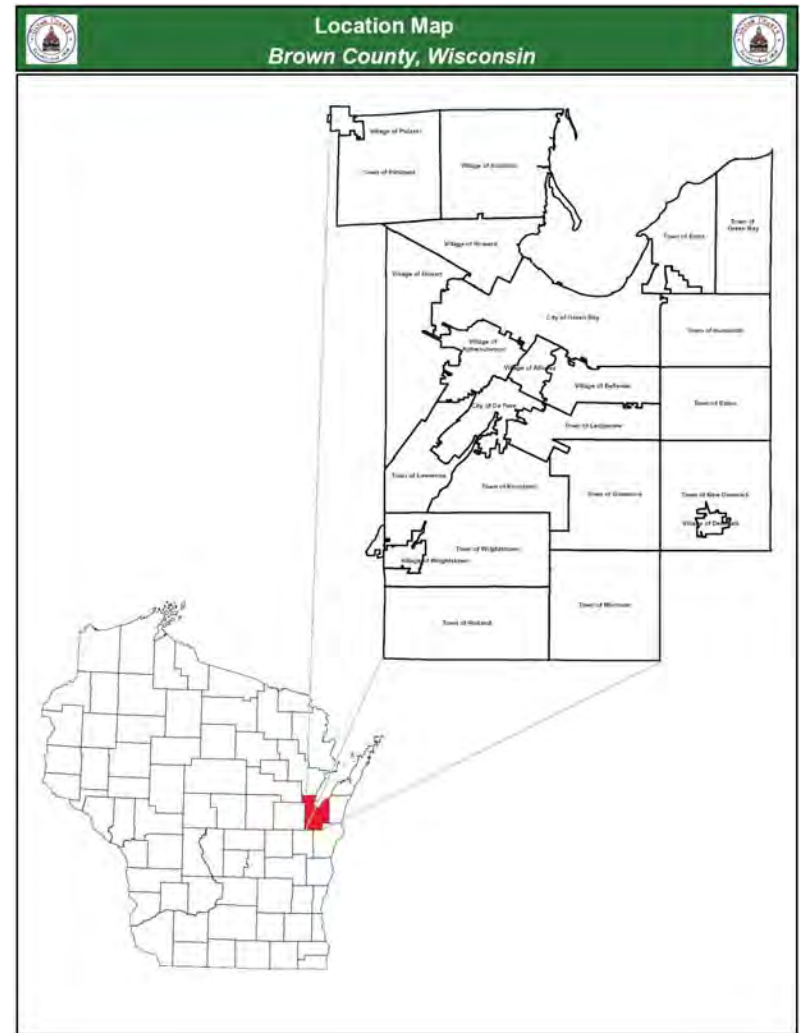 Location Map
Brown County, Wisconsin
Village of Pulaski
Town of Pittsfield
Village of Suamico
Village of Howard
Village of Hobart
Town of Scott
Town of
Green Bay
City of Green Bay
Town of Humboldt
Village of
Ashwaubenon
Village of Allouez
Village of Bellevue
City of De Pere
Town of Eaton
Town of Ledgeview
Town of Lawrence
Town of Rockland
Town of Glenmore
Town of New Denmark
Village of Denmark
Town of Wrightstown
Village of Wrightstown
Town of Morrison
Town of Holland